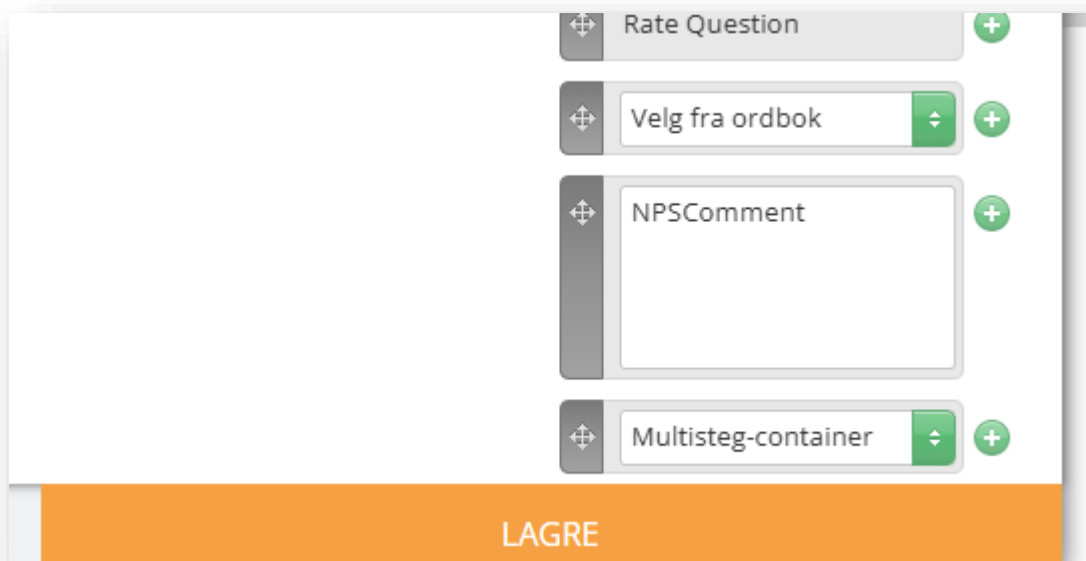 Rate Question
Velg fra ordbok
NPSComment
Multisteg-container
LAGRE